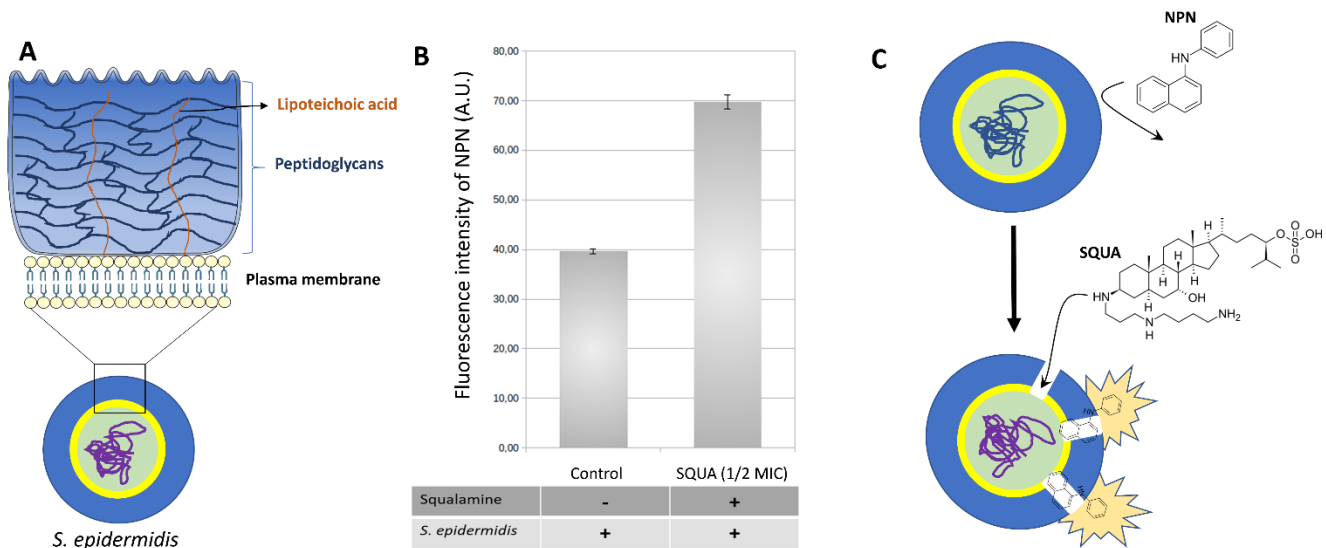 A
Lipoteichoic acid
Peptidoglycans
Plasma membrane
S. epidermidis
B
Fluorescence intensity of NPN (A.U.)
80,00
70,00
60,00
50,00
40,00
30,00
20,00
10,00
0,00
Control SQUA (1/2 MIC)
Squalamine - +
S. epidermidis + +
C
NPN
HN
SQUA
H
H
H
H
H
O
S
O
O
OH
HN
OH
N
H
NH2
HN
HN